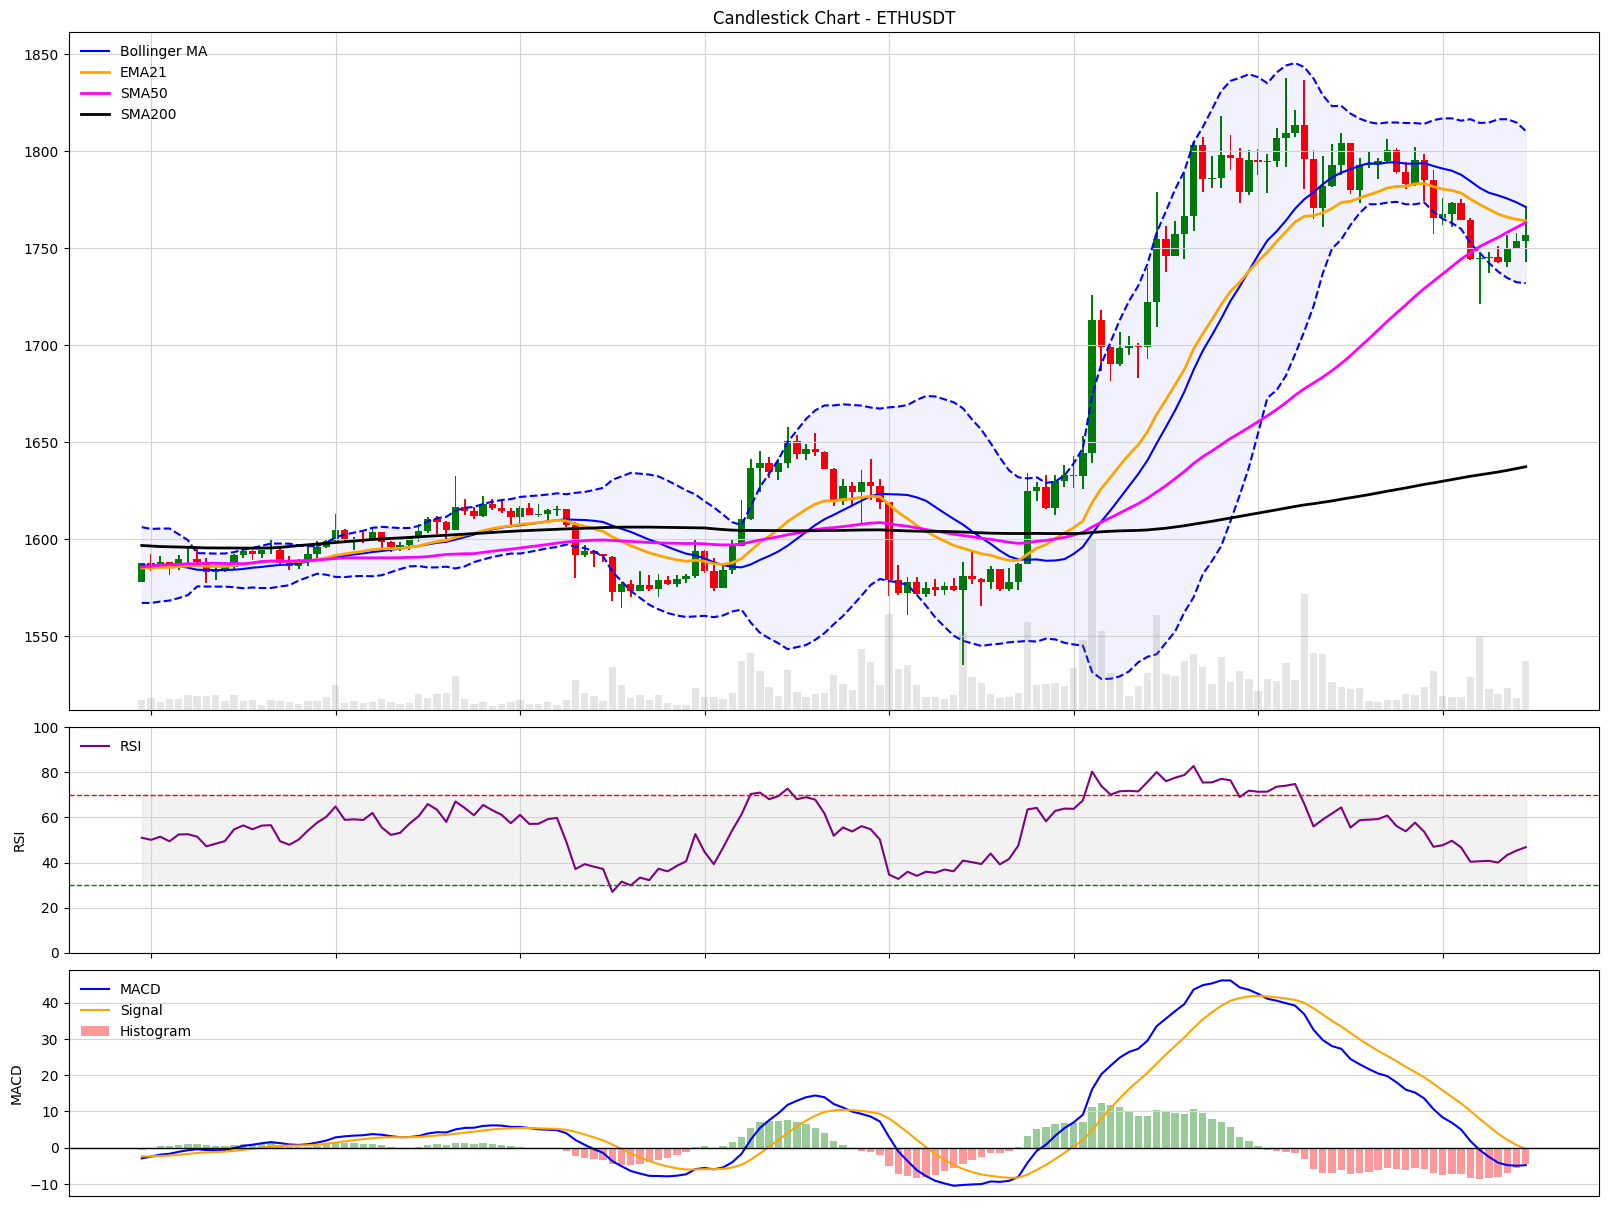 Candlestick Chart - ETHUSDT
Bollinger MA
EMA21
SMA50
SMA200
1850
1800
1750
1700
1650
1600
1550
RSI
RSI
100
80
60
40
20
0
MACD
Signal
Histogram
MACD
40
30
20
10
0
−10